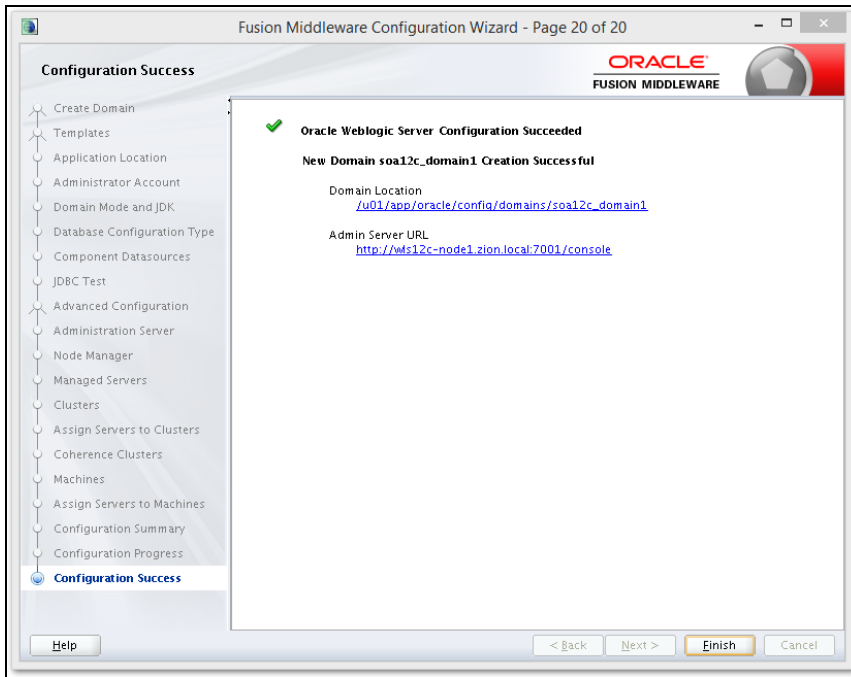 Fusion Middleware Configuration Wizard - Page 20 of 20
Configuration Success
ORACLE
FUSION MIDDLEWARE
Create Domain
Templates
Application Location
Administrator Account
Domain Mode and JDK
Database Configuration Type
Component Datasources
JDBC Test
Advanced Configuration
Administration Server
Node Manager
Managed Servers
Clusters
Assign Servers to Clusters
Coherence Clusters
Machines
Assign Servers to Machines
Configuration Summary
Configuration Progress
Configuration Success
Oracle Weblogic Server Configuration Succeeded
New Domain soa12c_domain1 Creation Successful
Domain Location
/u01/app/oracle/config/domains/soa12c_domain1
Admin Server URL
http://wls12c-node1.zion.local:7001/console
Help
< Back
Next >
Finish
Cancel